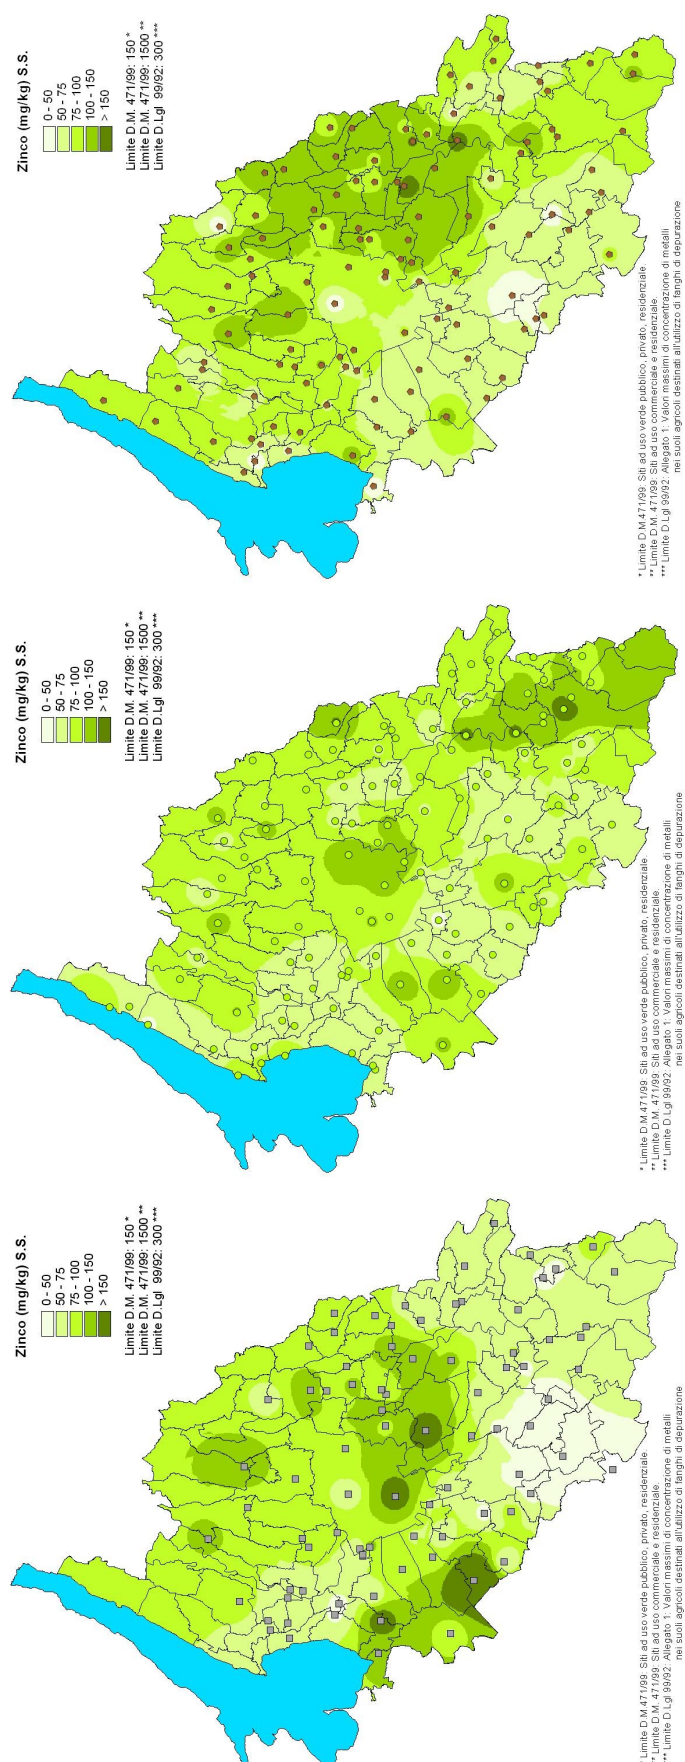 Zinco (mg/kg) S.S.
0 - 50
50 - 75
75 - 100
100 - 150
> 150
Limite D.M. 471/99: 150 *
Limite D.M. 471/99: 1500 **
Limite D.Lgl 99/92: 300 ***
* Limite D.M.471/99: Siti ad uso verde pubblico, privato, residenziale.
** Limite D.M. 471/99: Siti ad uso commerciale e residenziale.
*** Limite D.Lgl 99/92: Allegato 1: Valori massimi di concentrazione di metalli
nei suoli agricoli destinati all'utilizzo di fanghi di depurazione
Zinco (mg/kg) S.S.
0 - 50
50 - 75
75 - 100
100 - 150
> 150
Limite D.M. 471/99: 150 *
Limite D.M. 471/99: 1500 **
Limite D.Lgl 99/92: 300 ***
* Limite D.M.471/99: Siti ad uso verde pubblico, privato, residenziale.
** Limite D.M. 471/99: Siti ad uso commerciale e residenziale.
*** Limite D.Lgl 99/92: Allegato 1: Valori massimi di concentrazione di metalli
nei suoli agricoli destinati all'utilizzo di fanghi di depurazione
Zinco (mg/kg) S.S.
0 - 50
50 - 75
75 - 100
100 - 150
> 150
Limite D.M. 471/99: 150 *
Limite D.M. 471/99: 1500 **
Limite D.Lgl 99/92: 300 ***
* Limite D.M.471/99: Siti ad uso verde pubblico, privato, residenziale.
** Limite D.M. 471/99: Siti ad uso commerciale e residenziale.
*** Limite D.Lgl 99/92: Allegato 1: Valori massimi di concentrazione di metalli
nei suoli agricoli destinati all'utilizzo di fanghi di depurazione